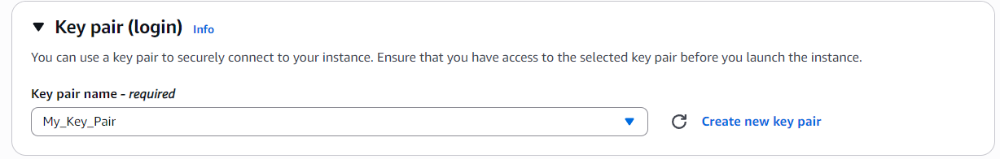 Key pair (login) Info
You can use a key pair to securely connect to your instance. Ensure that you have access to the selected key pair before you launch the instance.
Key pair name - required
My_Key_Pair Create new key pair